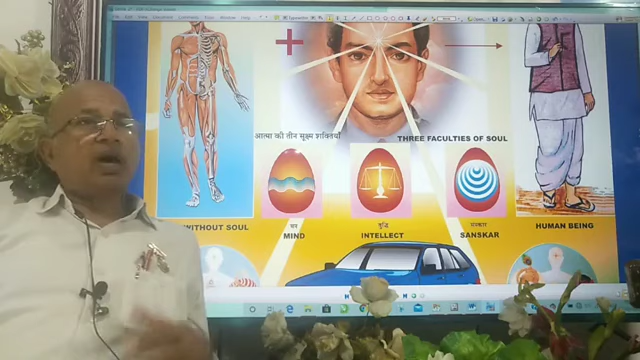 आत्मा की तीन सूक्ष्म शक्तियाँ
THREE FACULTIES OF SOUL
WITHOUT SOUL
मन
MIND
बुद्धि
INTELLECT
संस्कार
SANSKAR
HUMAN BEING